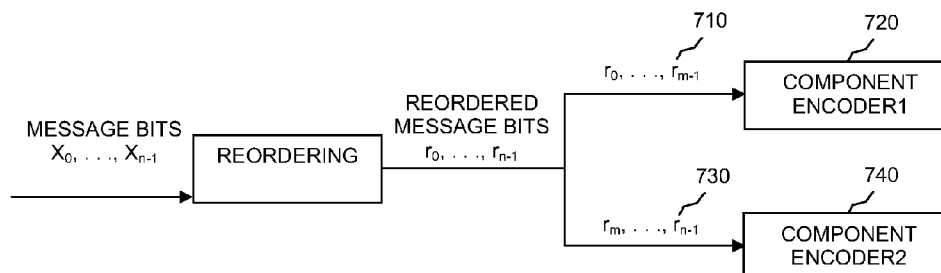 710
720
r0, . . ., rm-1
COMPONENT
ENCODER1
MESSAGE BITS
X0, . . ., Xn-1
REORDERING
REORDERED
MESSAGE BITS
r0, . . ., rn-1
730
740
rm, . . ., rn-1
COMPONENT
ENCODER2